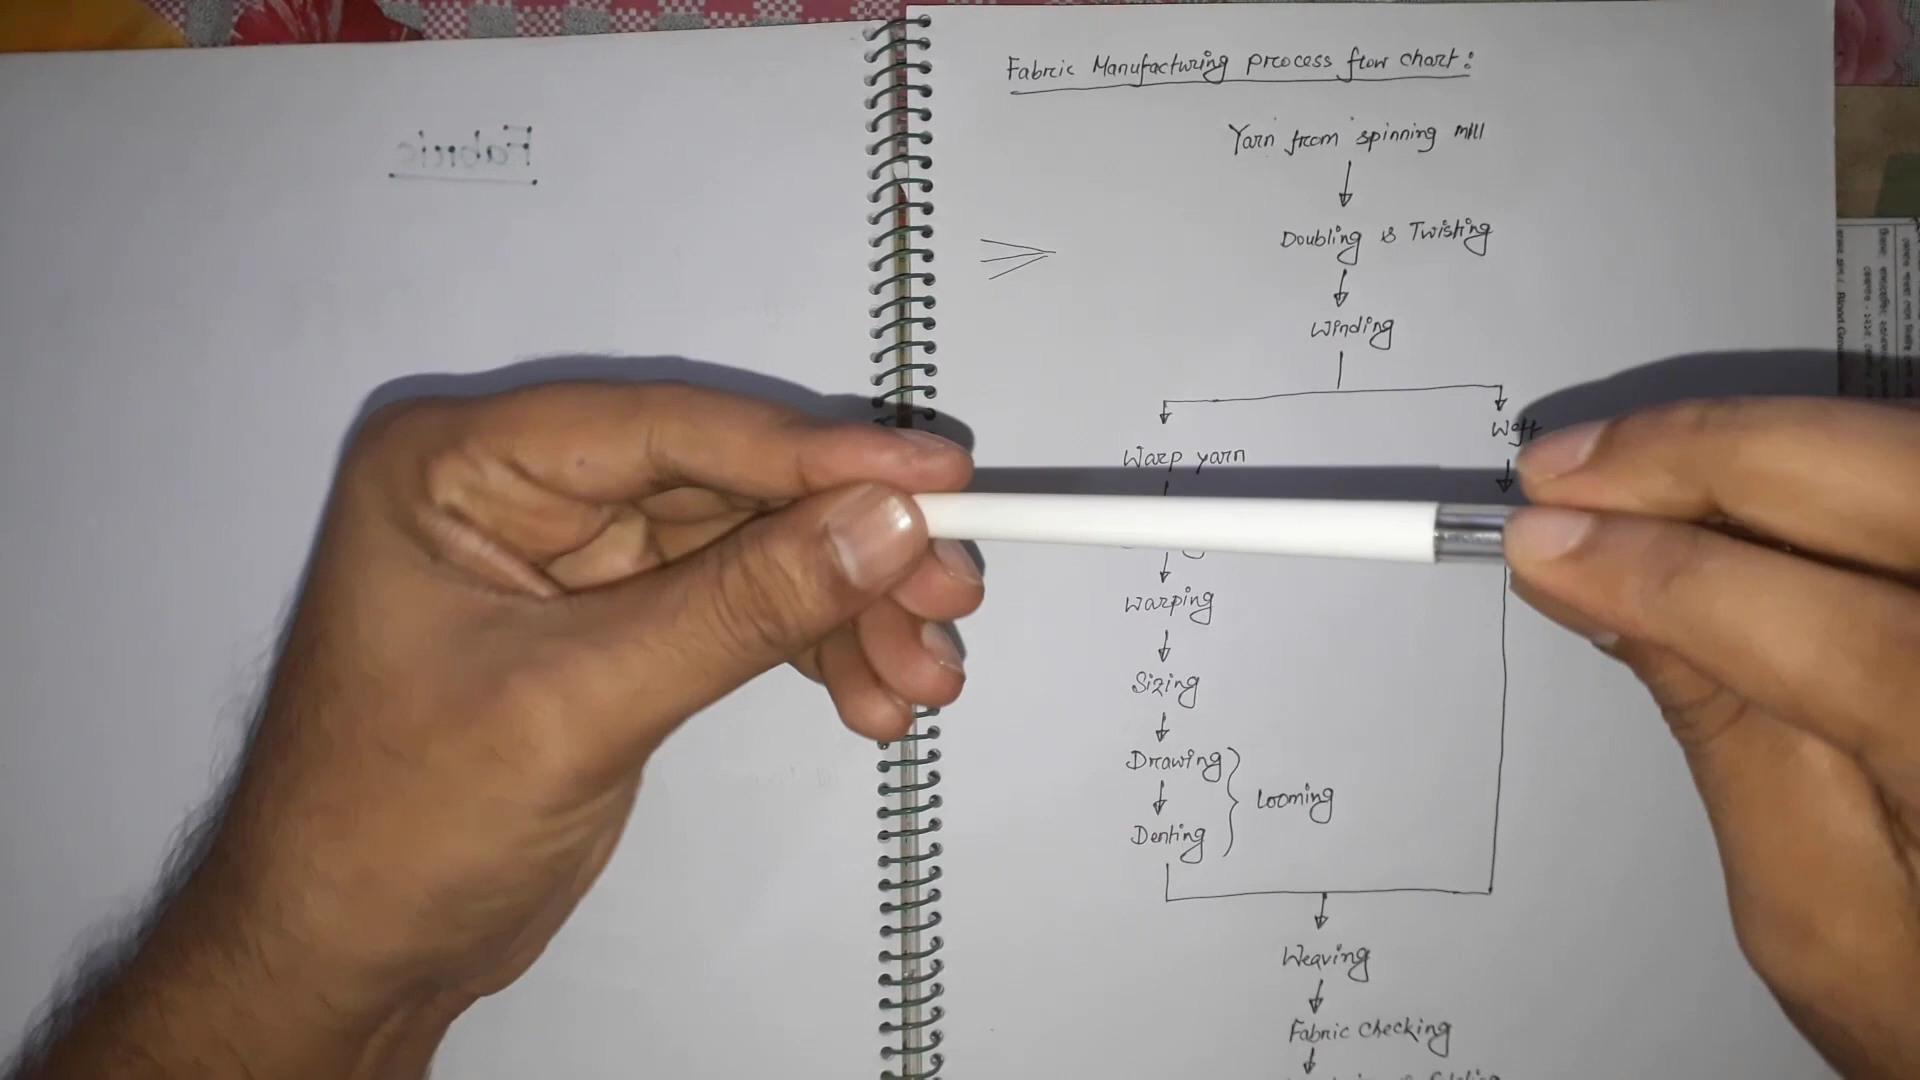 Fabric
Fabric Manufacturing process flow chart:
Yarn from spinning mill
Doubling & Twisting
Winding
Weft
Warp yarn
Warping
Sizing
Drawing
Looming
Denting
Weaving
Fabric checking